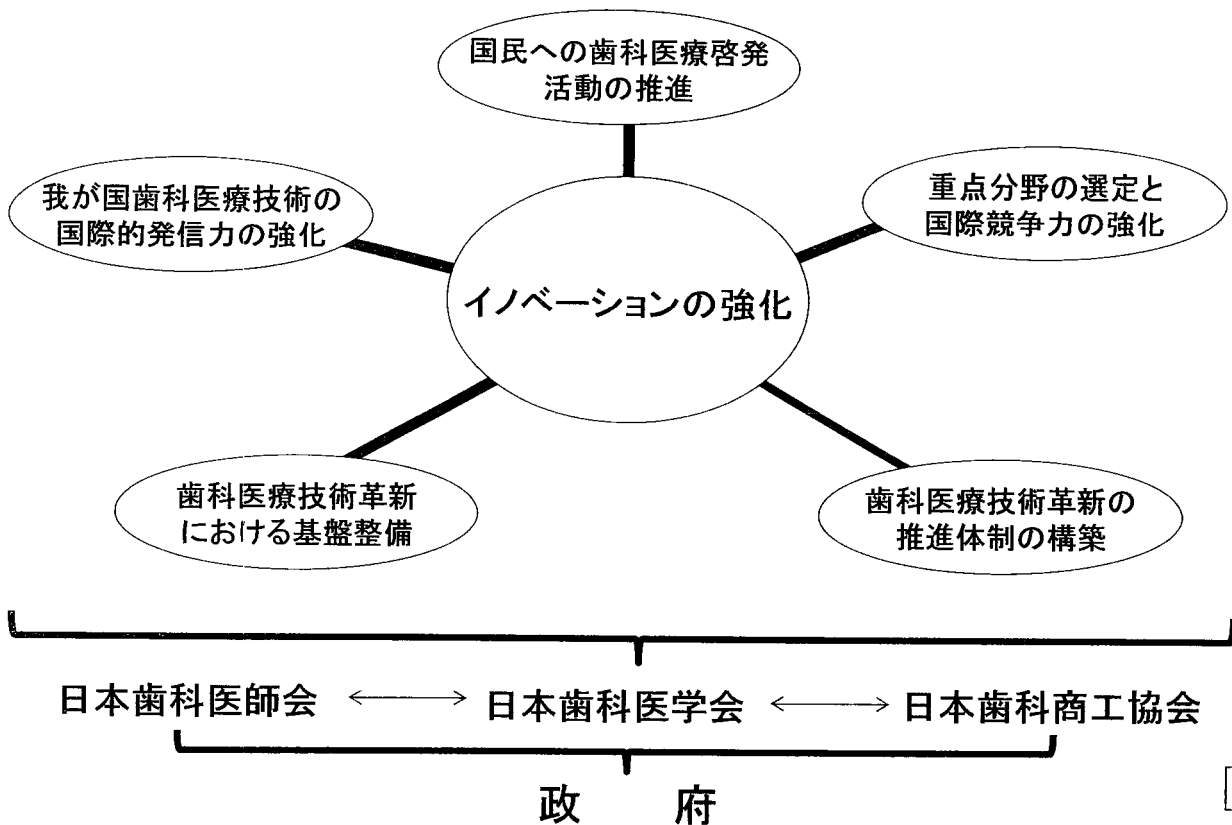 国民への歯科医療啓発
活動の推進
我が国歯科医療技術の
国際的発信力の強化
重点分野の選定と
国際競争力の強化
イノベーションの強化
歯科医療技術革新
における基盤整備
歯科医療技術革新の
推進体制の構築
日本歯科医師会 ←→ 日本歯科医学会 ←→ 日本歯科商工協会
政 府